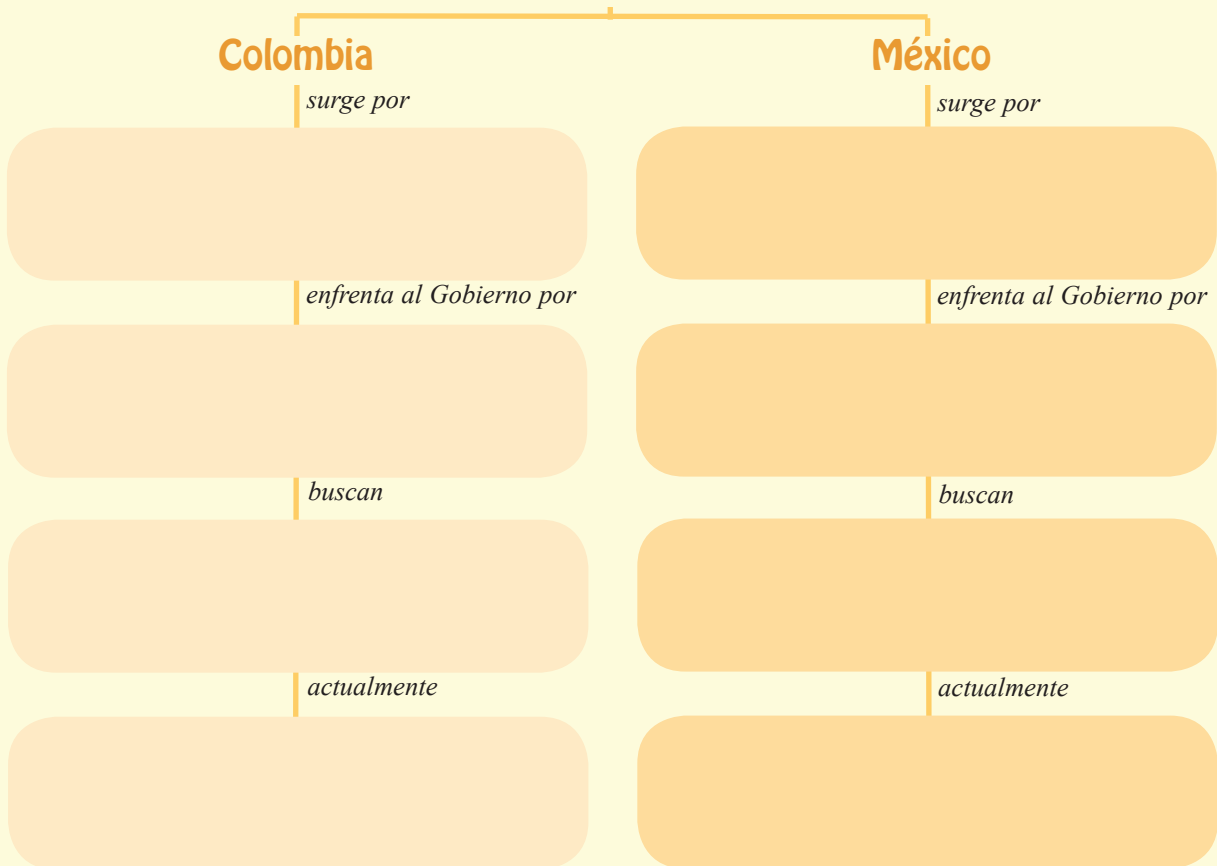 Colombia
México
surge por
surge por
enfrenta al Gobierno por
enfrenta al Gobierno por
buscan
buscan
actualmente
actualmente